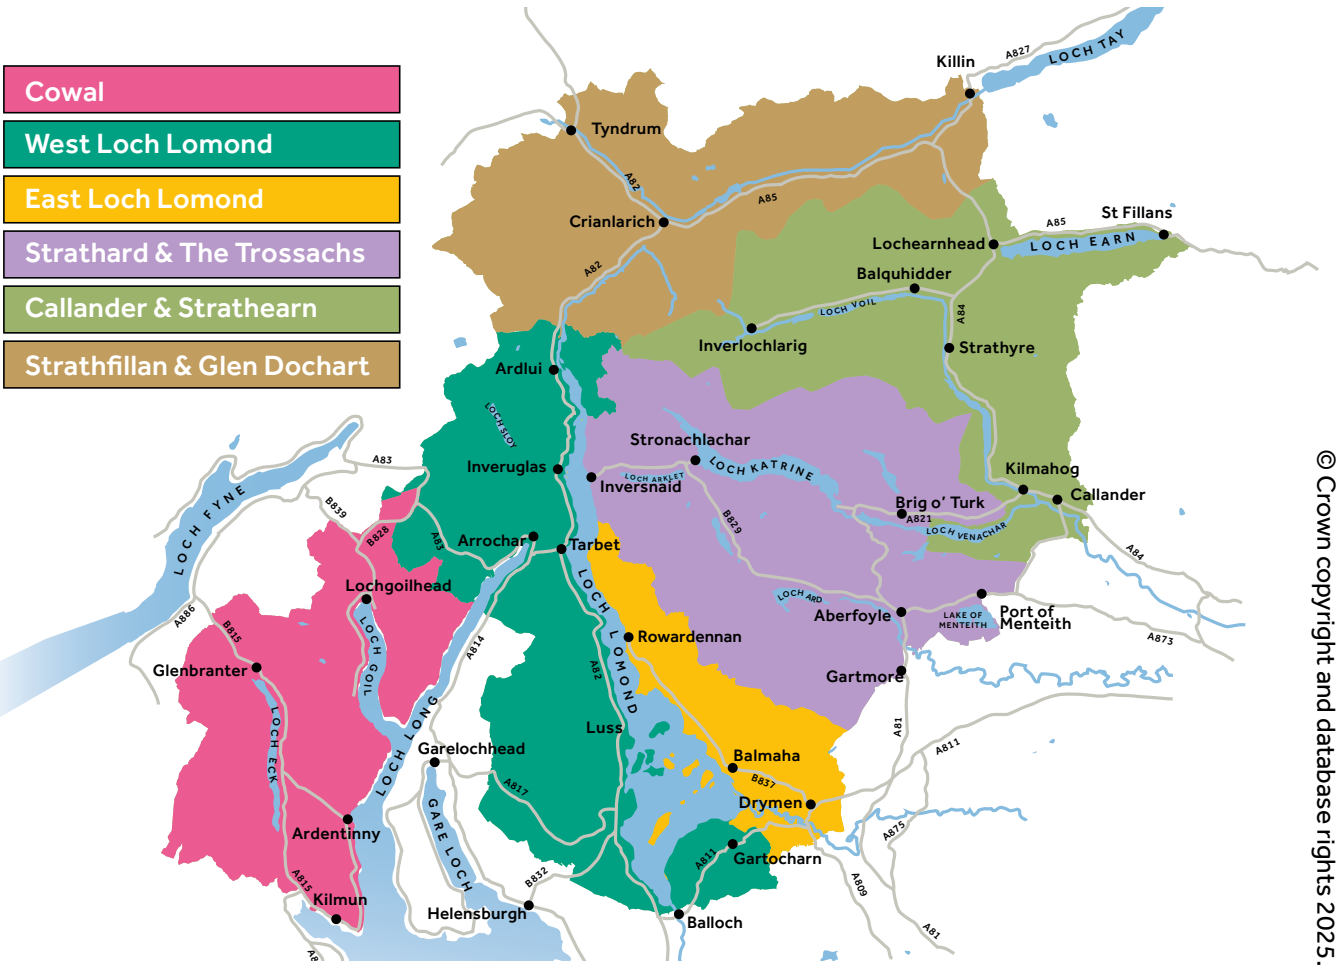 Cowal
West Loch Lomond
East Loch Lomond
Strathard & The Trossachs
Callander & Strathearn
Strathfillan & Glen Dochart
A827
LOCH TAY
Killin
Tyndrum
A82
A85
Crianlarich
A82
St Fillans
A85
Lochearnhead
LOCH EARN
Balquhidder
LOCH VOIL
A84
Inverlochlarig
Strathyre
Ardlui
LOCH SLOY
Stronachlachar
LOCH KATRINE
Inveruglas
LOCH ARKLET
Inversnaid
Kilmahog
Callander
Brig o’ Turk
A821
LOCH VENACHAR
A83
LOCH FYNE
B839
B828
A83
Arrochar
Tarbet
B829
A84
Lochgoilhead
LOCH ARD
Aberfoyle
LAKE OF
MENTEITH
Port of
Menteith
A873
A886
B815
LOCH GOIL
A814
LOCH LOMOND
Rowardennan
Glenbranter
A82
Gartmore
LOCH ECK
LOCH LONG
Luss
A81
A811
Garelochhead
Balmaha
B837
A817
Drymen
GARE LOCH
Ardentinny
A875
A811
Gartocharn
A815
B832
A809
Kilmun
Helensburgh
Balloch
A81
A8
© Crown copyright and database rights 2025.